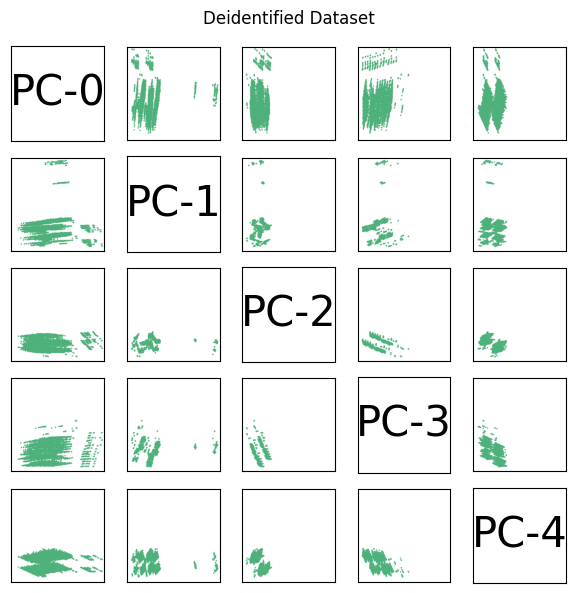 Deidentified Dataset
PC-0
PC-1
PC-2
PC-3
PC-4